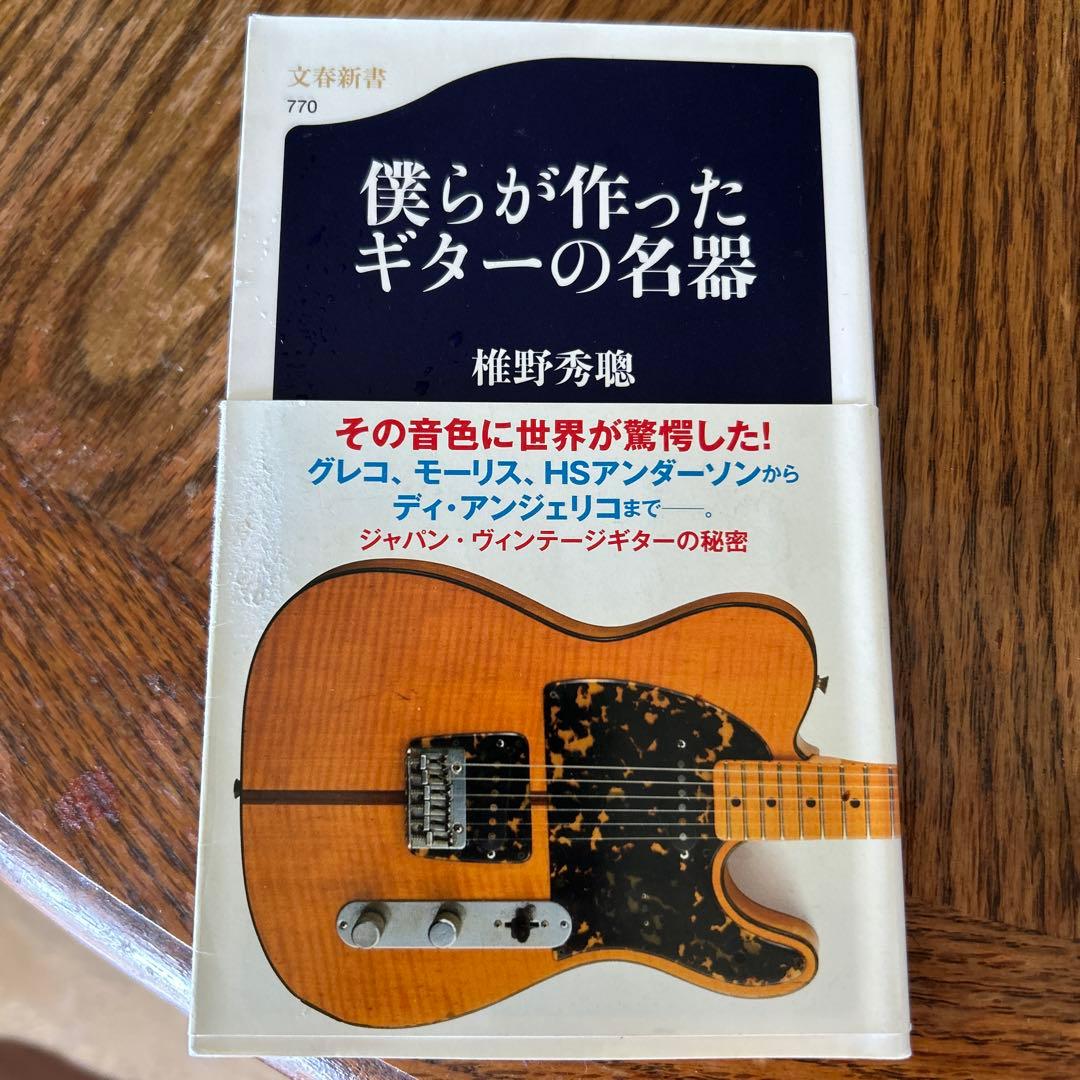 文春新書
770
僕らが作った
ギターの名器
椎野秀聰
その音色に世界が驚愕した!
グレコ、モーリス、HSアンダーソンから
ディ・アンジェリコまで──。
ジャパン・ヴィンテージギターの秘密